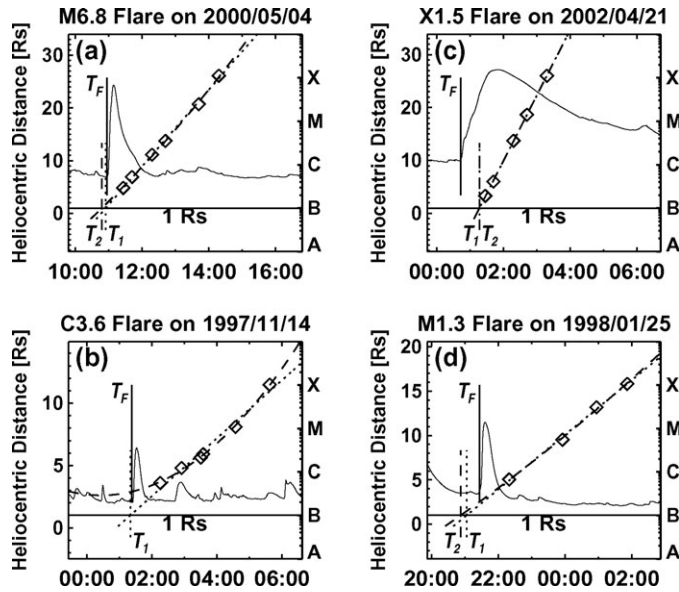 M6.8 Flare on 2000/05/04
(a)
Heliocentric Distance [Rs]
30
20
10
0
T_F
1 Rs
T_2 T_1
X
M
C
B
A
10:00 12:00 14:00 16:00
X1.5 Flare on 2002/04/21
(c)
Heliocentric Distance [Rs]
30
20
10
0
T_F
1 Rs
T_1 T_2
X
M
C
B
A
00:00 02:00 04:00 06:00
C3.6 Flare on 1997/11/14
(b)
Heliocentric Distance [Rs]
10
5
0
T_F
1 Rs
T_1
X
M
C
B
A
00:00 02:00 04:00 06:00
M1.3 Flare on 1998/01/25
(d)
Heliocentric Distance [Rs]
20
15
10
5
0
T_F
1 Rs
T_2 T_1
X
M
C
B
A
20:00 22:00 00:00 02:00